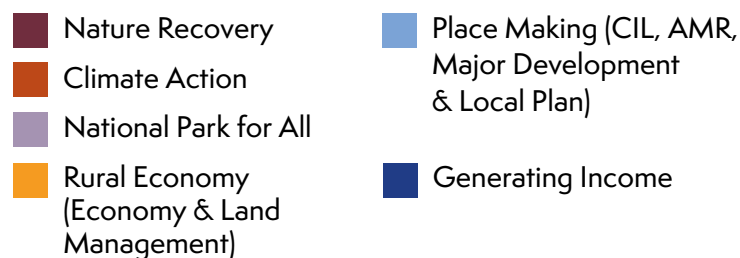 Nature Recovery
Climate Action
National Park for All
Rural Economy
(Economy & Land
Management)
Place Making (CIL, AMR,
Major Development
& Local Plan)
Generating Income